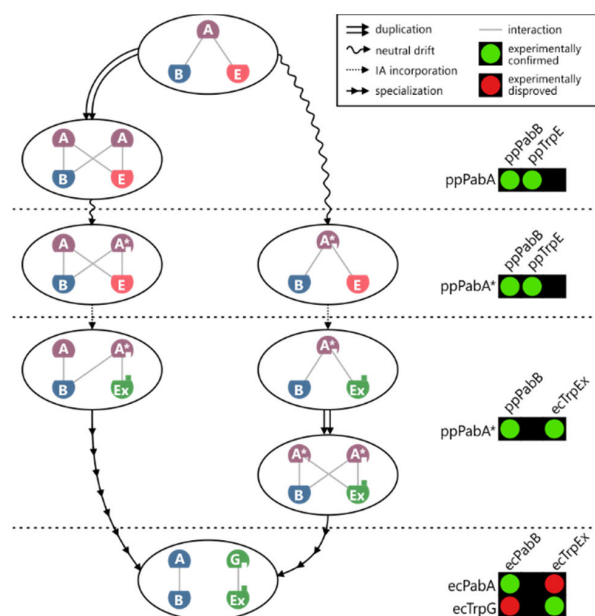 duplication
neutral drift
IA incorporation
specialization
interaction
experimentally
confirmed
experimentally
disproved
A
B E
A A
B E
ppPabB ppTrpE
ppPabA
A A*
B E
A*
B E
ppPabB ppTrpE
ppPabA*
A A*
B Ex
A*
B Ex
ppPabB ecTrpEx
ppPabA*
A* A*
B Ex
A G
B Ex
ecPabB ecTrpEx
ecPabA
ecTrpG